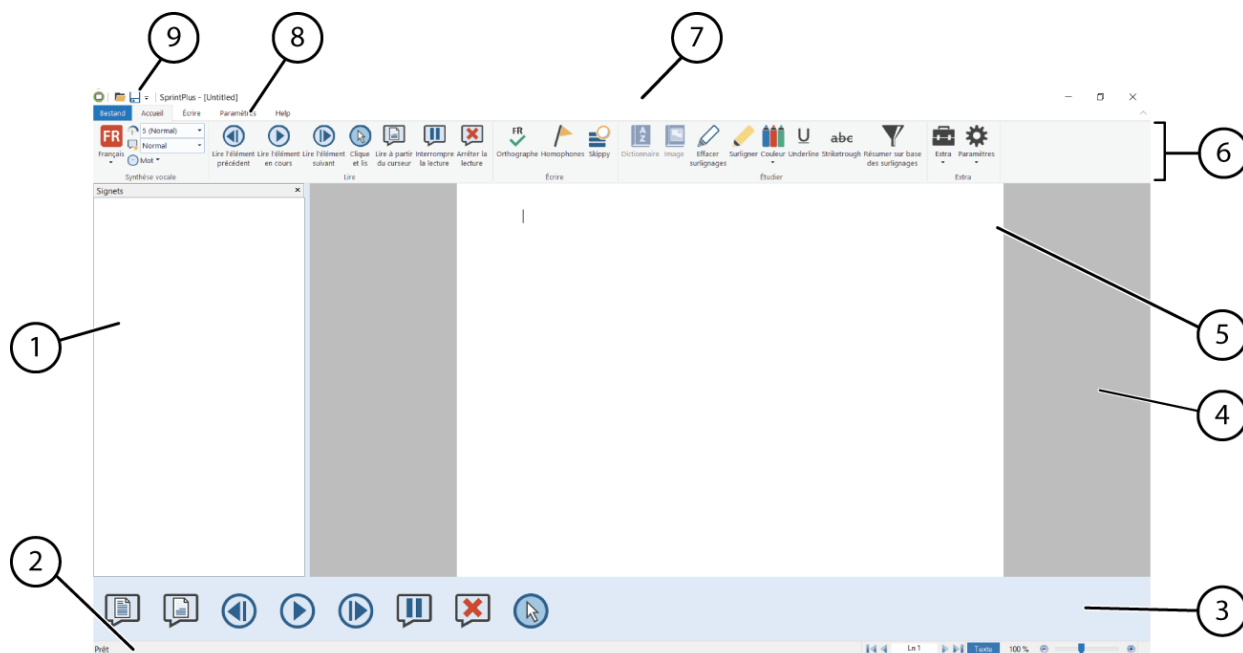 9
8
7
SprintPlus - [Untitled]
Bestand Accueil Écrire Paramètres Help
FR 5 (Normal)
Normal
Français Mot
Lire l'élément précédent
Lire l'élément en cours
Lire l'élément suivant
Clique et lis
Lire à partir du curseur
Interrompre la lecture
Arrêter la lecture
FR
Orthographe Homophones Skippy
A
Z
Dictionnaire Image
Effacer surlignages
Surligner Couleur
U
Underline
abc
Striketrough
Résumer sur base des surlignages
Extra Paramètres
Synthèse vocale Lire Écrire Étudier Extra
6
Signets
5
1
4
2
3
Prêt Ln 1 Texte 100 %